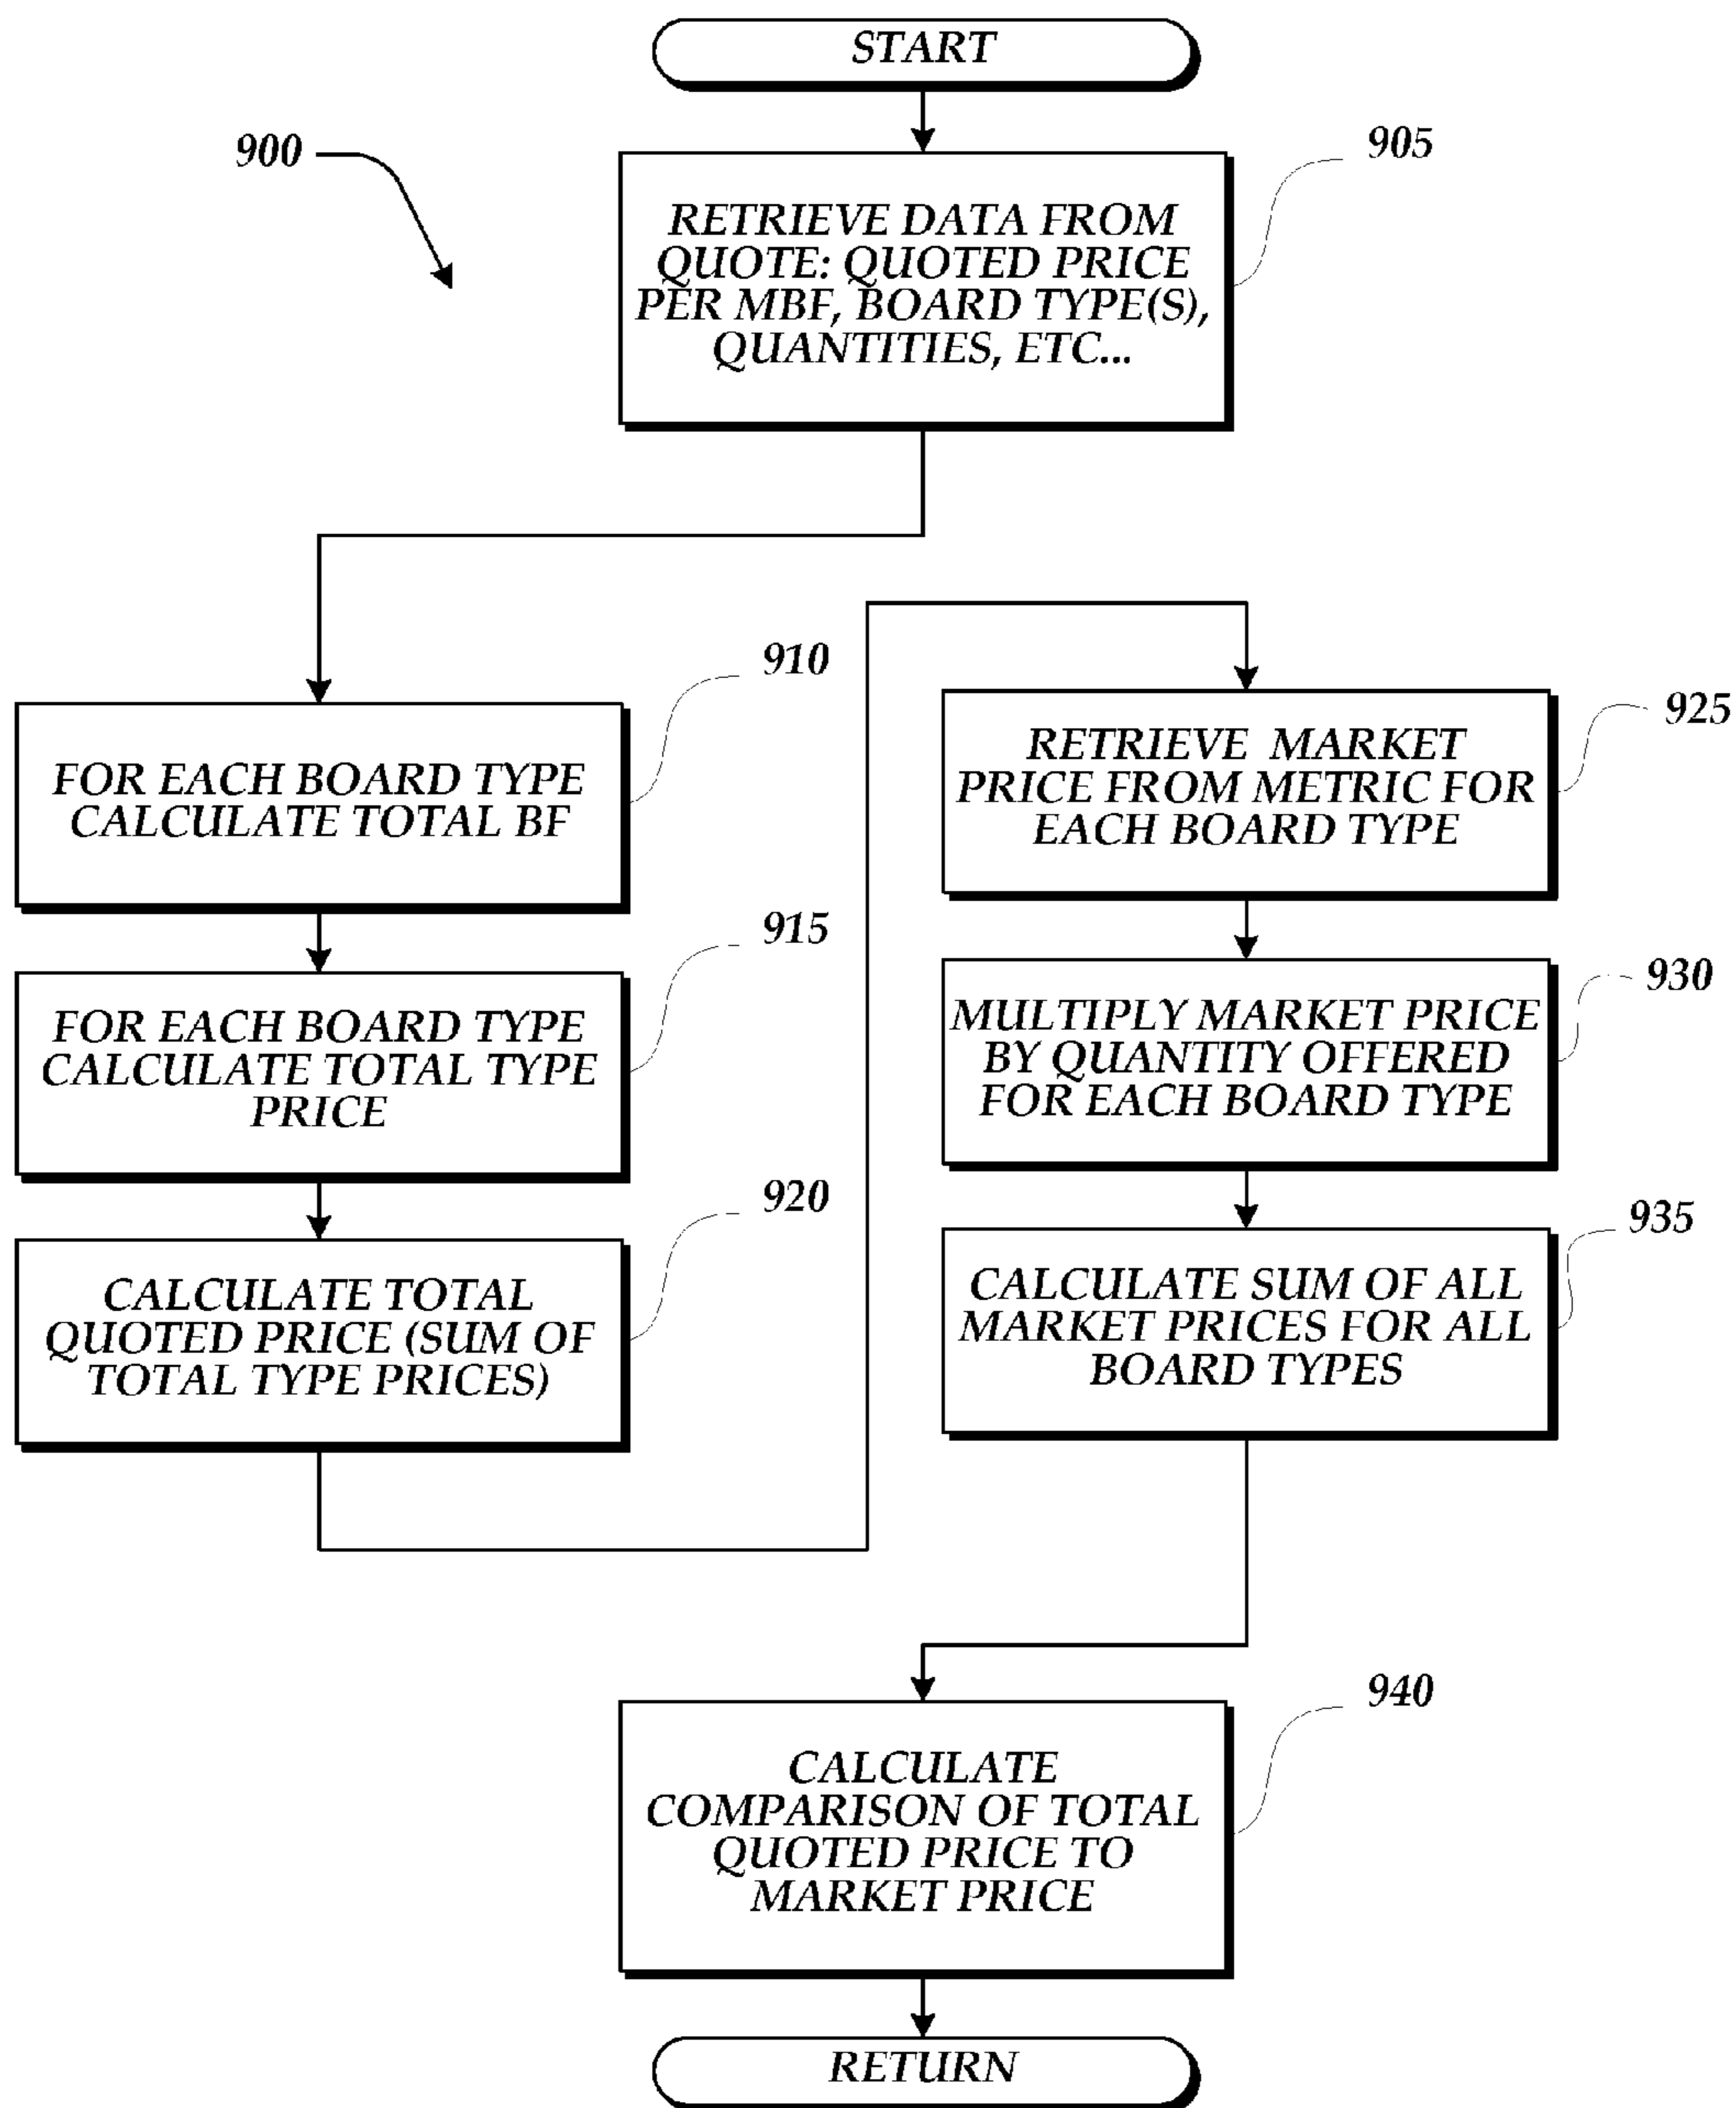 START
900
905
RETRIEVE DATA FROM
QUOTE: QUOTED PRICE
PER MBF, BOARD TYPE(S),
QUANTITIES, ETC...
910
FOR EACH BOARD TYPE
CALCULATE TOTAL BF
915
FOR EACH BOARD TYPE
CALCULATE TOTAL TYPE
PRICE
920
CALCULATE TOTAL
QUOTED PRICE (SUM OF
TOTAL TYPE PRICES)
925
RETRIEVE MARKET
PRICE FROM METRIC FOR
EACH BOARD TYPE
930
MULTIPLY MARKET PRICE
BY QUANTITY OFFERED
FOR EACH BOARD TYPE
935
CALCULATE SUM OF ALL
MARKET PRICES FOR ALL
BOARD TYPES
940
CALCULATE
COMPARISON OF TOTAL
QUOTED PRICE TO
MARKET PRICE
RETURN